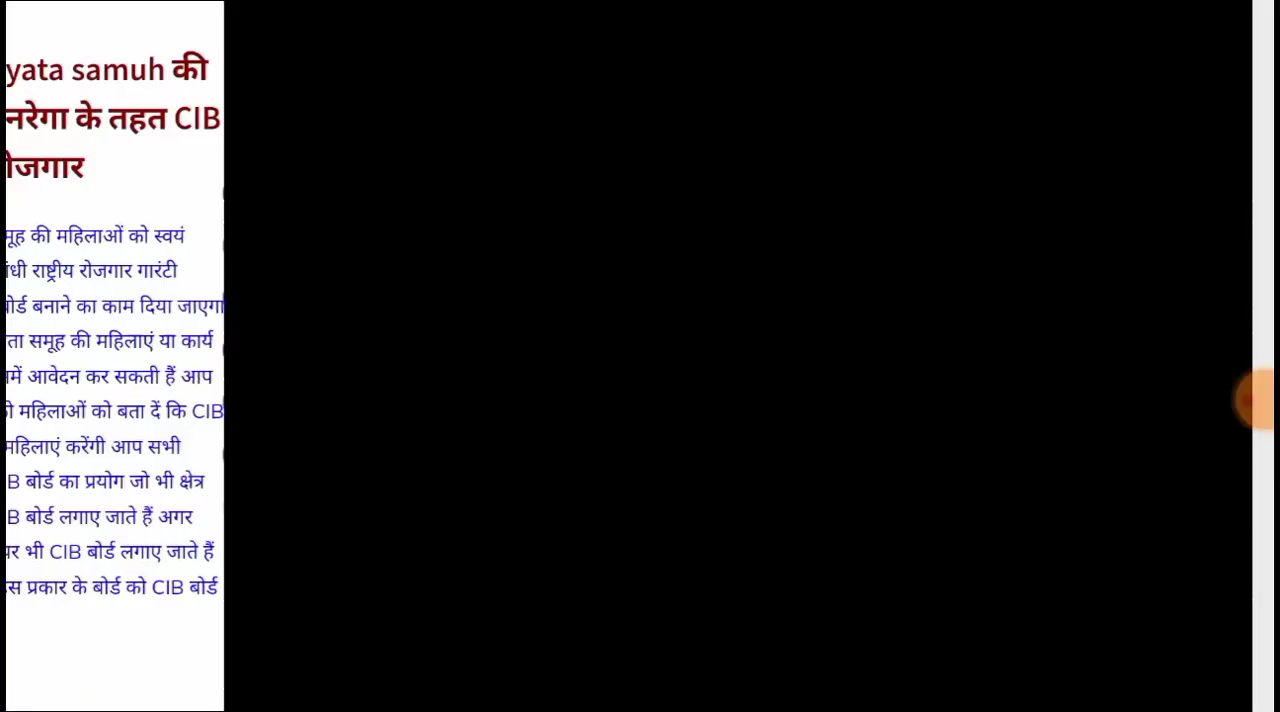 yata samuh की
नरेगा के तहत CIB
रोजगार
मूह की महिलाओं को स्वयं
राष्ट्रीय रोजगार गारंटी
बोर्ड बनाने का काम दिया जाएगा
ता समूह की महिलाएं या कार्य
में आवेदन कर सकती हैं आप
महिलाओं को बता दें कि CIB
महिलाएं करेंगी आप सभी
B बोर्ड का प्रयोग जो भी क्षेत्र
B बोर्ड लगाए जाते हैं अगर
पर भी CIB बोर्ड लगाए जाते हैं
स प्रकार के बोर्ड को CIB बोर्ड